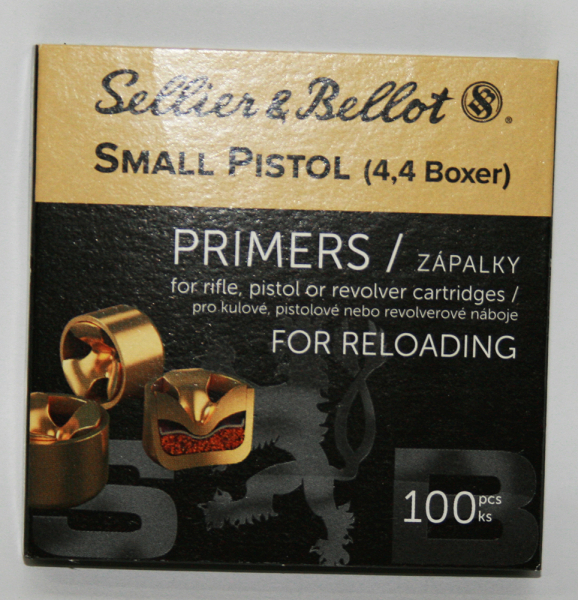 Sellier & Bellot SB ®
SMALL PISTOL (4,4 Boxer)
PRIMERS / ZÁPALKY
for rifle, pistol or revolver cartridges /
pro kulové, pistolové nebo revolverové náboje
FOR RELOADING
S B
100 pcs
ks